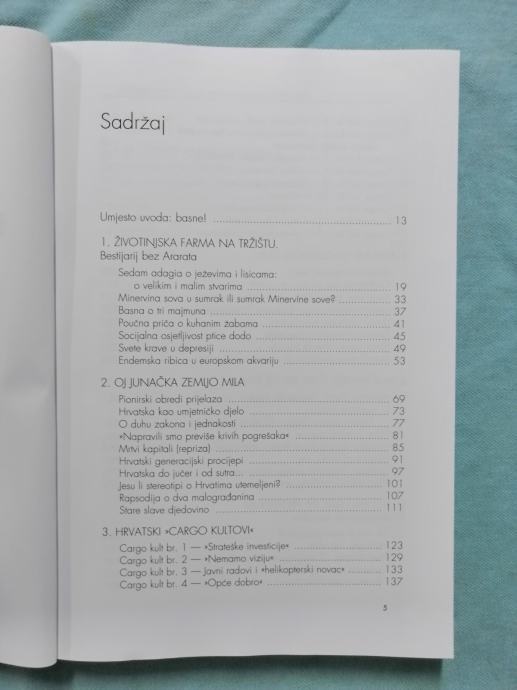 Sadržaj
Umjesto uvoda: basne! 13
1. ŽIVOTINJSKA FARMA NA TRŽIŠTU.
Bestijarij bez Ararata
Sedam adagia o ježevima i lisicama:
o velikim i malim stvarima 19
Minervina sova u sumrak ili sumrak Minervine sove? 33
Basna o tri majmuna 37
Poučna priča o kuhanim žabama 41
Socijalna osjetljivost ptice dodo 45
Svete krave u depresiji 49
Endemska ribica u europskom akvariju 53
2. OJ JUNAČKA ZEMLJO MILA
Pionirski obredi prijelaza 69
Hrvatska kao umjetničko djelo 73
O duhu zakona i jednakosti 77
»Napravili smo previše krivih pogrešaka« 81
Mrtvi kapitali (repriza) 85
Hrvatski generacijski procijepi 91
Hrvatska do jučer i od sutra... 97
Jesu li stereotipi o Hrvatima utemeljeni? 101
Rapsodija o dva malograđanina 107
Stare slave djedovino 111
3. HRVATSKI »CARGO KULTOVI«
Cargo kult br. 1 — »Strateške investicije« 123
Cargo kult br. 2 — »Nemamo viziju« 129
Cargo kult br. 3 — Javni radovi i »helikopterski novac« 133
Cargo kult br. 4 — »Opće dobro« 137
5